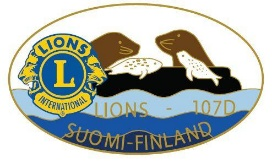 LIONS
L
INTERNATIONAL
LIONS - 107D
SUOMI-FINLAND